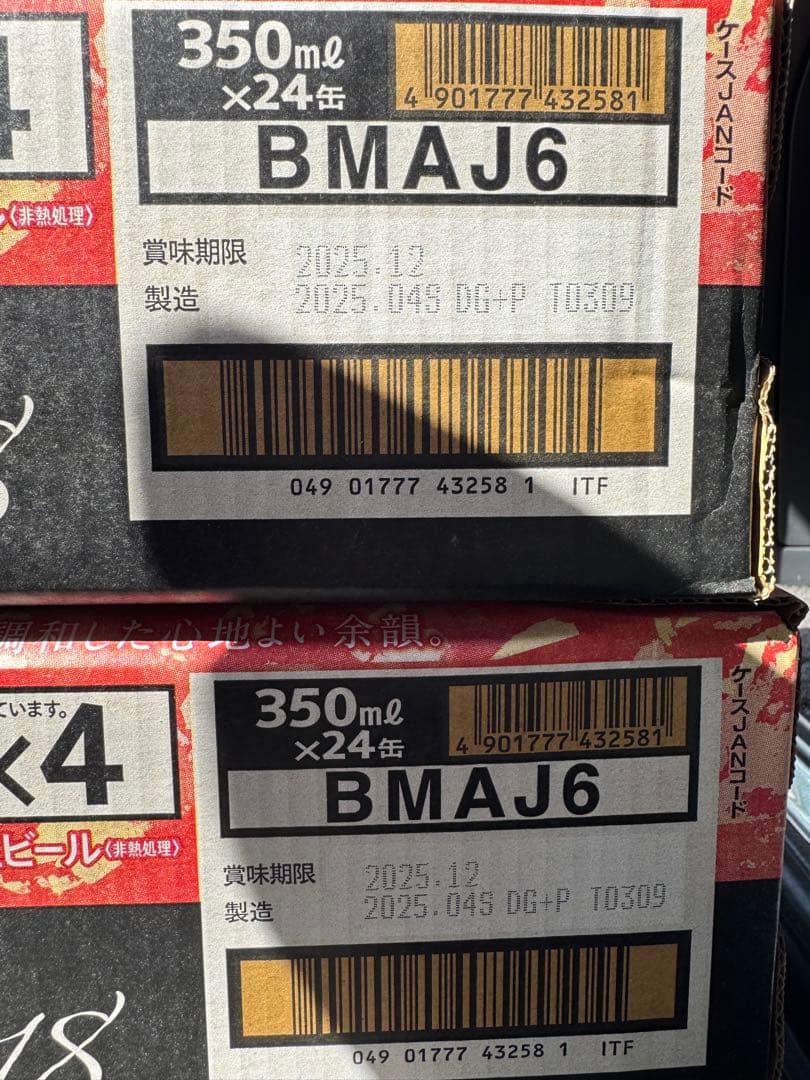 4
350ml
×24缶
4 901777 432581
ケースJANコード
BMAJ6
〈非熱処理〉
賞味期限 2025.12
製造 2025.04S DG+P T0309
049 01777 43258 1 ITF
調和した心地よい余韻。
ています。
×4
350ml
×24缶
4 901777 432581
ケースJANコード
BMAJ6
ビール〈非熱処理〉
賞味期限 2025.12
製造 2025.04S DG+P T0309
18
049 01777 43258 1 ITF